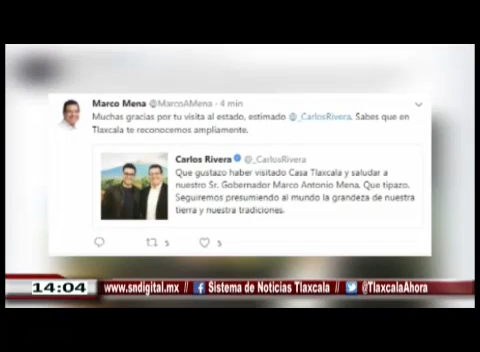 Marco Mena @MarcoAMena · 4 min
Muchas gracias por tu visita al estado, estimado @_CarlosRivera. Sabes que en
Tlaxcala te reconocemos ampliamente.
Carlos Rivera @_CarlosRivera
Que gustazo haber visitado Casa Tlaxcala y saludar a
nuestro Sr. Gobernador Marco Antonio Mena. Que tipazo.
Seguiremos presumiendo al mundo la grandeza de nuestra
tierra y nuestra tradiciones.
5 5
14:04 www.sndigital.mx // Sistema de Noticias Tlaxcala // @TlaxcalaAhora